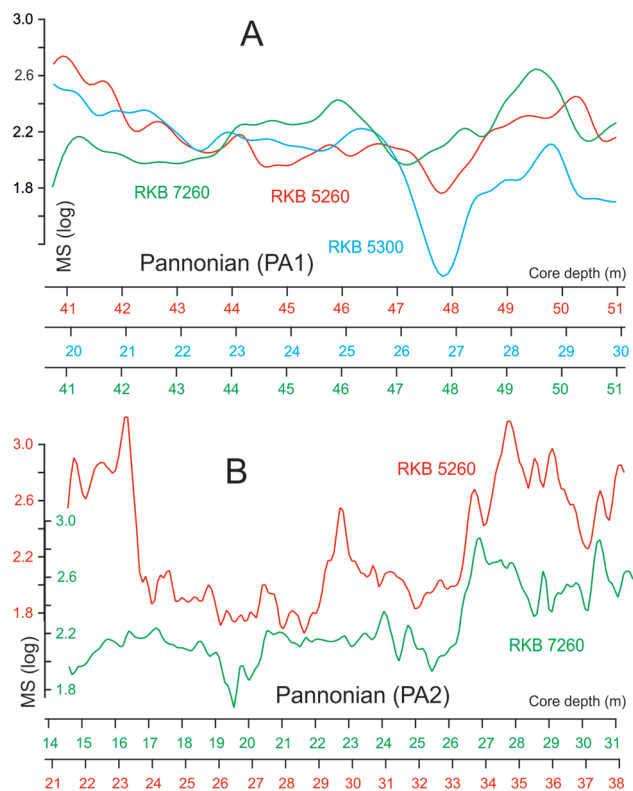 3.0
A
2.6
2.2
1.8
RKB 7260
RKB 5260
RKB 5300
MS (log)
Pannonian (PA1)
Core depth (m)
41 42 43 44 45 46 47 48 49 50 51
20 21 22 23 24 25 26 27 28 29 30
41 42 43 44 45 46 47 48 49 50 51
3.0
B
RKB 5260
2.6
3.0
2.2
2.6
1.8
2.2
RKB 7260
MS (log)
1.8
Pannonian (PA2)
Core depth (m)
14 15 16 17 18 19 20 21 22 23 24 25 26 27 28 29 30 31
21 22 23 24 25 26 27 28 29 30 31 32 33 34 35 36 37 38